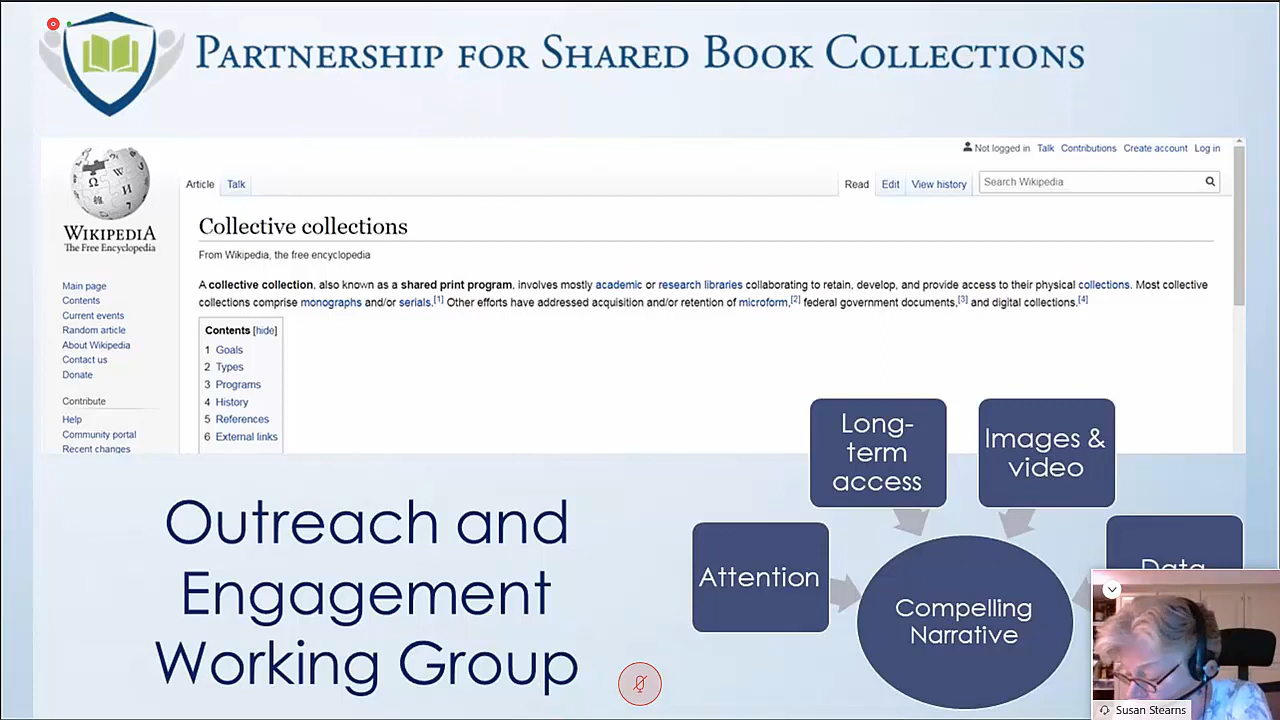 PARTNERSHIP FOR SHARED BOOK COLLECTIONS
Not logged in Talk Contributions Create account Log in
Article Talk
Read Edit View history Search Wikipedia
WIKIPEDIA
The Free Encyclopedia
Main page
Contents
Current events
Random article
About Wikipedia
Contact us
Donate
Contribute
Help
Community portal
Recent changes
Collective collections
From Wikipedia, the free encyclopedia
A collective collection, also known as a shared print program, involves mostly academic or research libraries collaborating to retain, develop, and provide access to their physical collections. Most collective
collections comprise monographs and/or serials.[1] Other efforts have addressed acquisition and/or retention of microform,[2] federal government documents,[3] and digital collections.[4]
Contents [hide]
1 Goals
2 Types
3 Programs
4 History
5 References
6 External links
Outreach and
Engagement
Working Group
Attention
Long-
term
access
Images &
video
Data
Compelling
Narrative
Susan Stearns